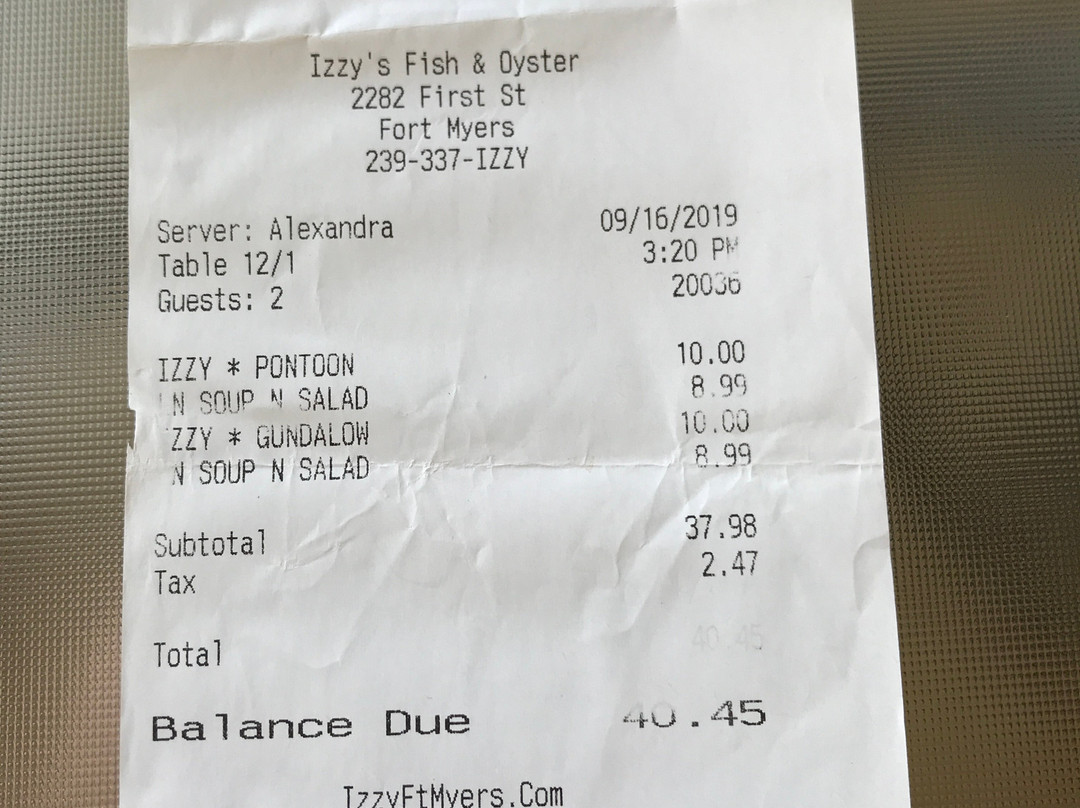 Izzy's Fish & Oyster
2282 First St
Fort Myers
239-337-IZZY
Server: Alexandra 09/16/2019
Table 12/1 3:20 PM
Guests: 2 20036
IZZY * PONTOON 10.00
N SOUP N SALAD 8.99
ZZY * GUNDALOW 10.00
N SOUP N SALAD 8.99
Subtotal 37.98
Tax 2.47
Total 40.45
Balance Due 40.45
IzzyFtMyers.Com